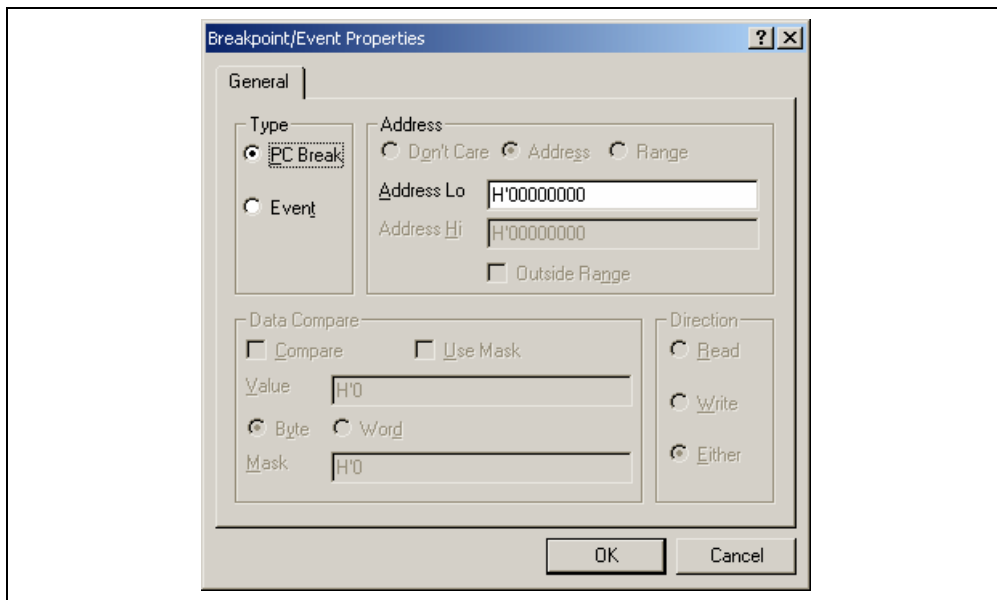 Breakpoint/Event Properties
General
Type
PC Break
Event
Address
Don't Care Address Range
Address Lo H'00000000
Address Hi H'00000000
Outside Range
Data Compare
Compare Use Mask
Value H'0
Byte Word
Mask H'0
Direction
Read
Write
Either
OK Cancel